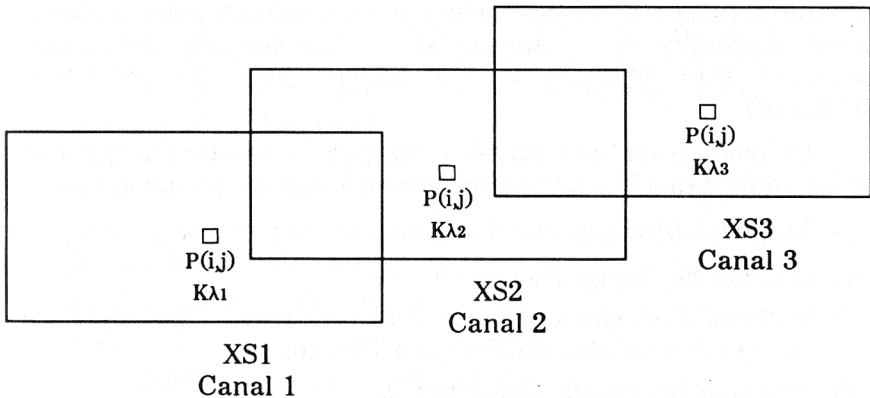 P(i,j)
Kλ1
XS1
Canal 1
P(i,j)
Kλ2
XS2
Canal 2
P(i,j)
Kλ3
XS3
Canal 3